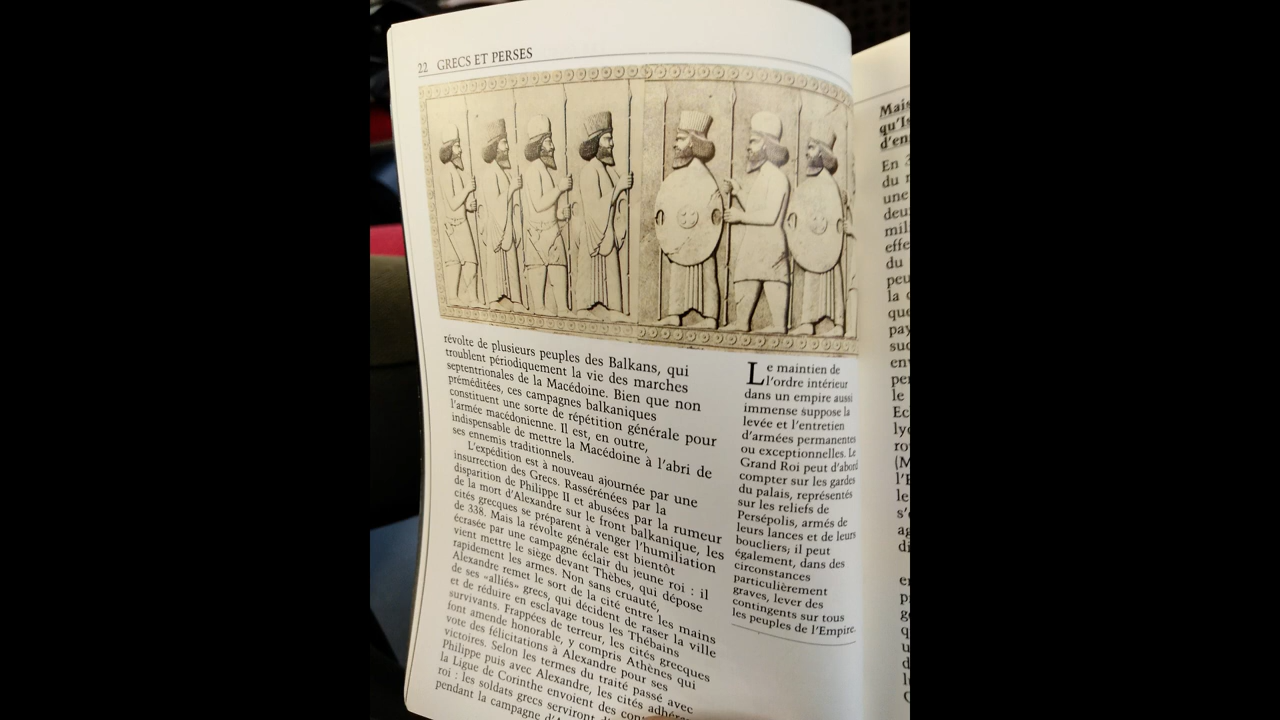 22 GRECS ET PERSES
révolte de plusieurs peuples des Balkans, qui
troublent périodiquement la vie des marches
septentrionales de la Macédoine. Bien que non
préméditées, ces campagnes balkaniques
constituent une sorte de répétition générale pour
l'armée macédonienne. Il est, en outre,
indispensable de mettre la Macédoine à l'abri de
ses ennemis traditionnels.
L'expédition est à nouveau ajournée par une
insurrection des Grecs. Rassérénées par la
disparition de Philippe II et abusées par la rumeur
de la mort d'Alexandre sur le front balkanique, les
cités grecques se préparent à venger l'humiliation
de 338. Mais la révolte générale est bientôt
écrasée par une campagne éclair du jeune roi : il
vient mettre le siège devant Thèbes, qui dépose
rapidement les armes. Non sans cruauté,
Alexandre remet le sort de la cité entre les mains
de ses «alliés» grecs, qui décident de raser la ville
et de réduire en esclavage tous les Thébains
survivants. Frappées de terreur, les cités grecques
font amende honorable, y compris Athènes qui
vote des félicitations à Alexandre pour ses
victoires. Selon les termes du traité passé avec
Philippe puis avec Alexandre, les cités
la Ligue de Corinthe envoient des
roi : les soldats grecs serviront
pendant la campagne
Le maintien de
l'ordre intérieur
dans un empire aussi
immense suppose la
levée et l'entretien
d'armées permanentes
ou exceptionnelles. Le
Grand Roi peut d'abord
compter sur les gardes
du palais, représentés
sur les reliefs de
Persépolis, armés de
leurs lances et de leurs
boucliers; il peut
également, dans des
circonstances
particulièrement
graves, lever des
contingents sur tous
les peuples de l'Empire.
Mais
En
du
une
le